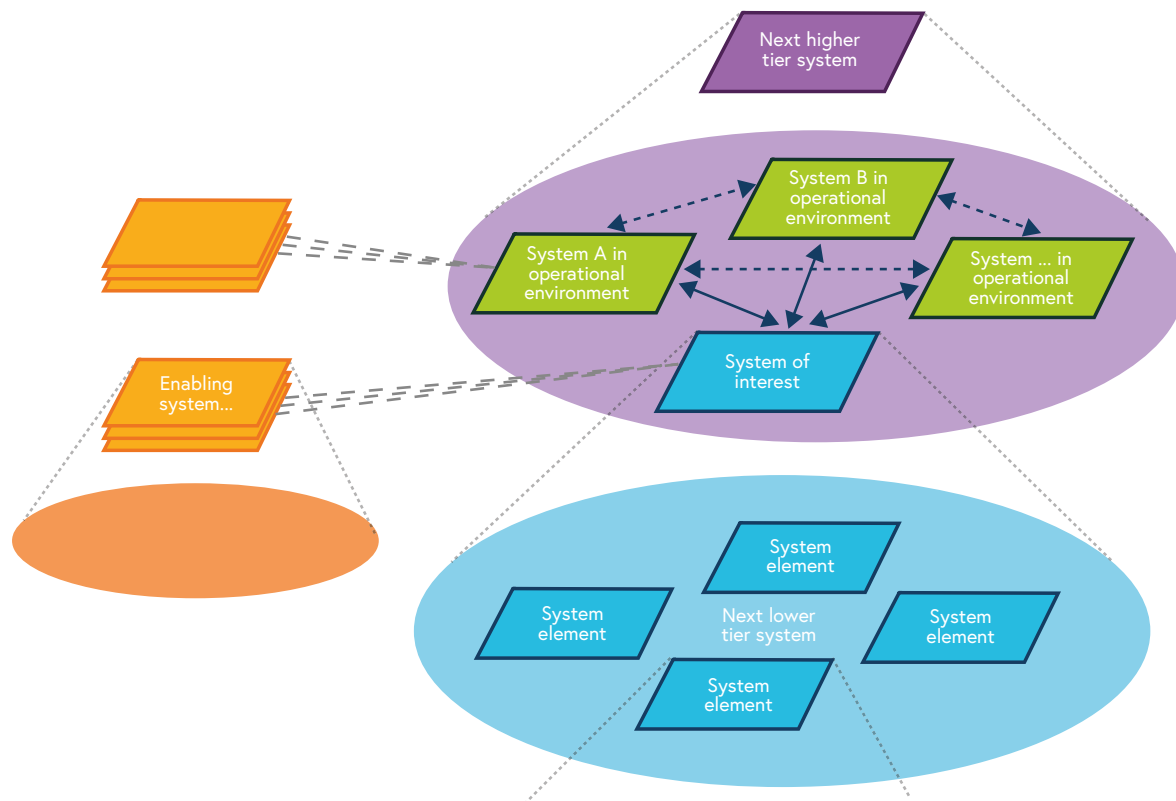 Next higher
tier system
System B in
operational
environment
System A in
operational
environment
System ... in
operational
environment
System of
interest
Enabling
system...
System
element
System
element
Next lower
tier system
System
element
System
element